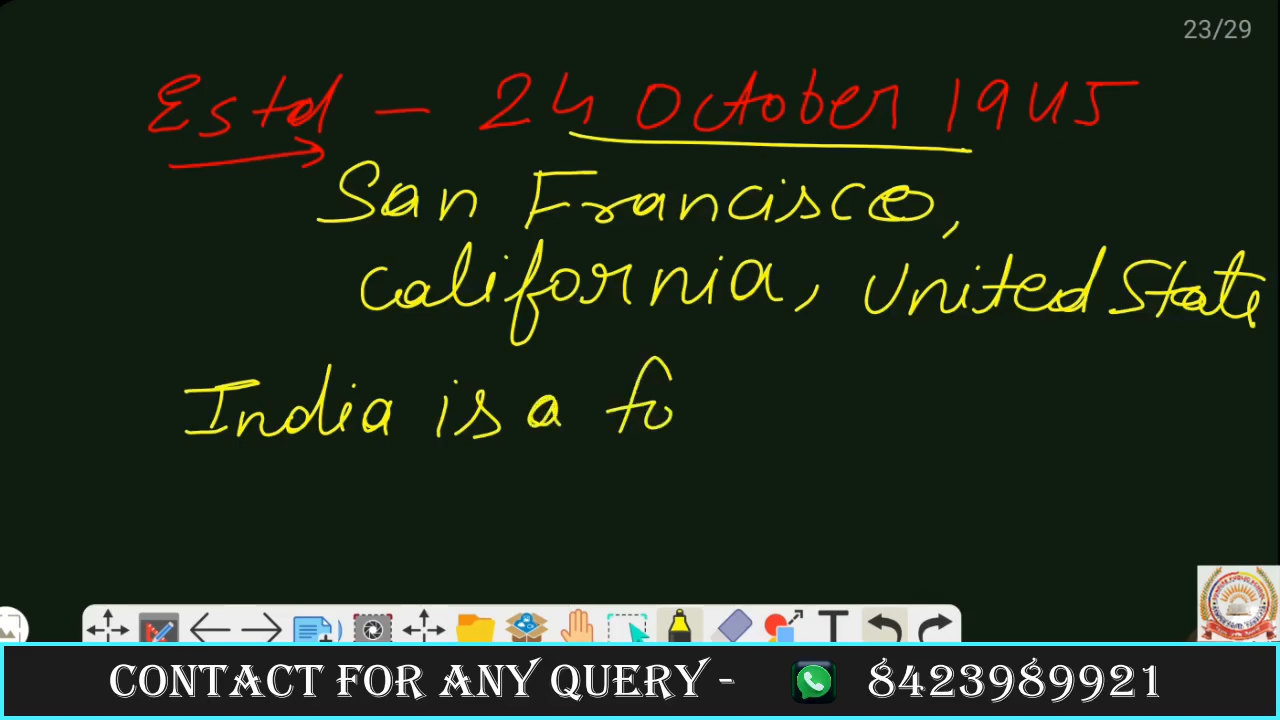 23/29
Estd - 24 October 1945
San Francisco,
California, United State
India is a fo
CONTACT FOR ANY QUERY - 8423989921